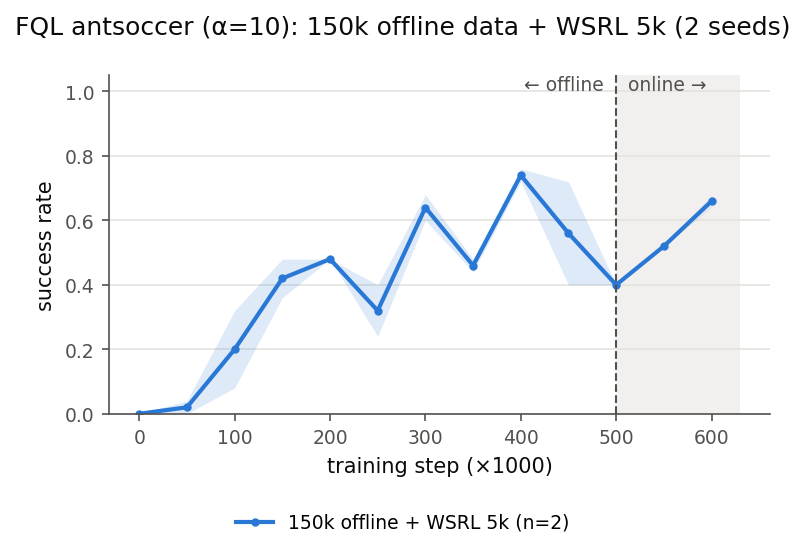 FQL antsoccer (α=10): 150k offline data + WSRL 5k (2 seeds)
← offline
online →
1.0
0.8
0.6
0.4
0.2
0.0
success rate
0 100 200 300 400 500 600
training step (×1000)
150k offline + WSRL 5k (n=2)